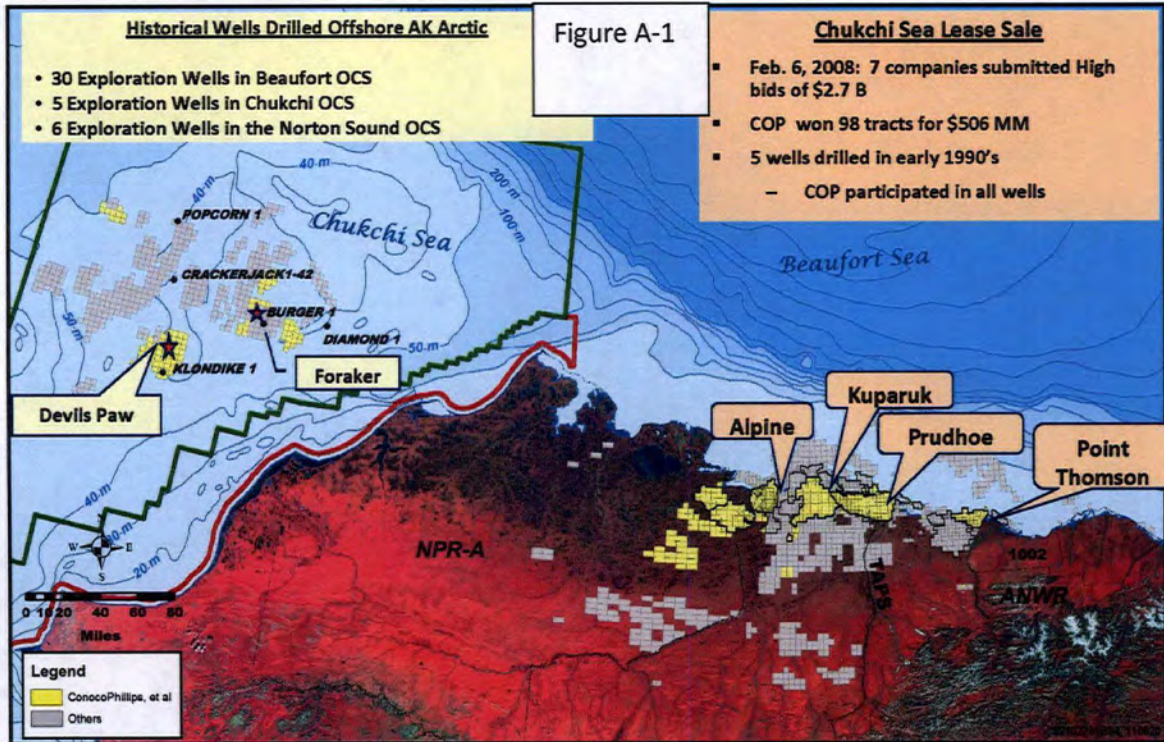 Historical Wells Drilled Offshore AK Arctic
• 30 Exploration Wells in Beaufort OCS
• 5 Exploration Wells in Chukchi OCS
• 6 Exploration Wells in the Norton Sound OCS
Figure A-1
Chukchi Sea Lease Sale
▪ Feb. 6, 2008: 7 companies submitted High
bids of $2.7 B
▪ COP won 98 tracts for $506 MM
▪ 5 wells drilled in early 1990's
– COP participated in all wells
40-m
200-m
100-m
POPCORN 1
40-m
Chukchi Sea
Beaufort Sea
CRACKERJACK1-42
50-m
BURGER 1
DIAMOND 1
50-m
KLONDIKE 1
Foraker
Devils Paw
Kuparuk
Alpine
Prudhoe
Point
Thomson
40-m
30-m
20-m
W E
S
NPR-A
TAPS
1002
ANWR
0 10 20 40 60 80
Miles
Legend
ConocoPhillips, et al
Others